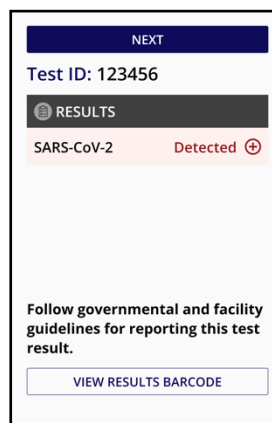 NEXT
Test ID: 123456
RESULTS
SARS-CoV-2 Detected
Follow governmental and facility
guidelines for reporting this test
result.
VIEW RESULTS BARCODE